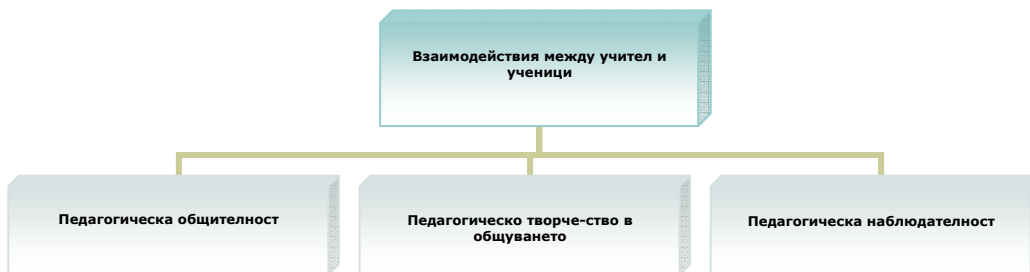 Взаимодействия между учител и
ученици
Педагогическа общителност
Педагогическо творче-ство в
общуването
Педагогическа наблюдателност